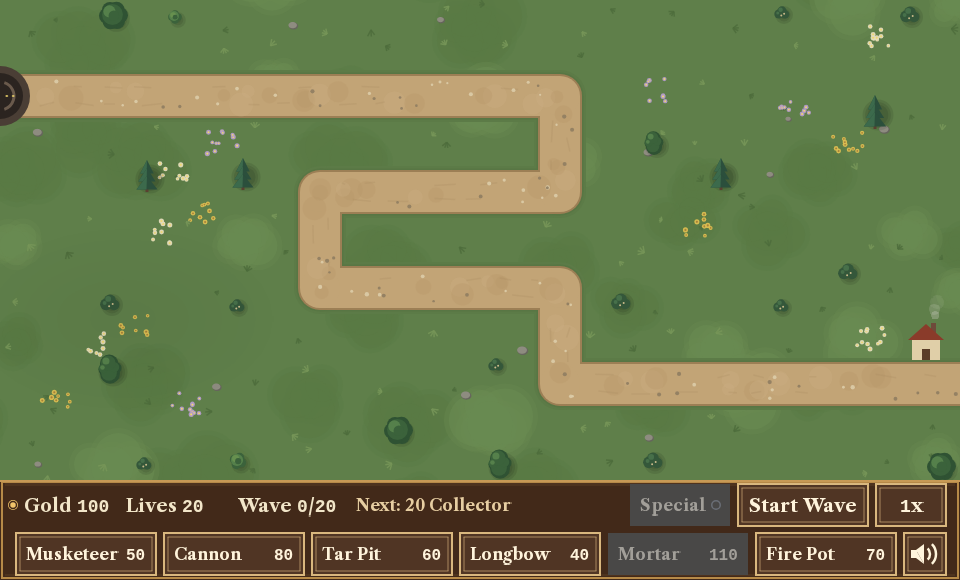 Gold 100 Lives 20 Wave 0/20 Next: 20 Collector Special Start Wave 1x
Musketeer 50 Cannon 80 Tar Pit 60 Longbow 40 Mortar 110 Fire Pot 70